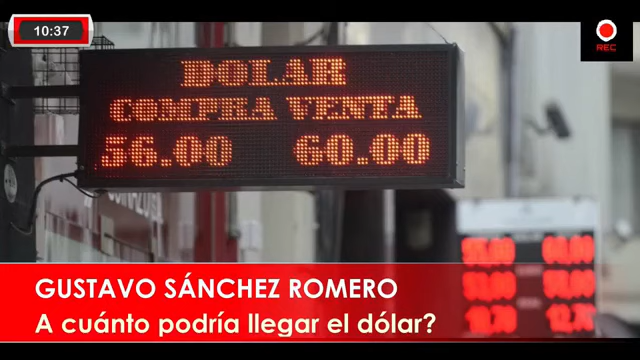 10:37
REC
DOLAR
COMPRA VENTA
56.00 60.00
GUSTAVO SÁNCHEZ ROMERO
A cuánto podría llegar el dólar?